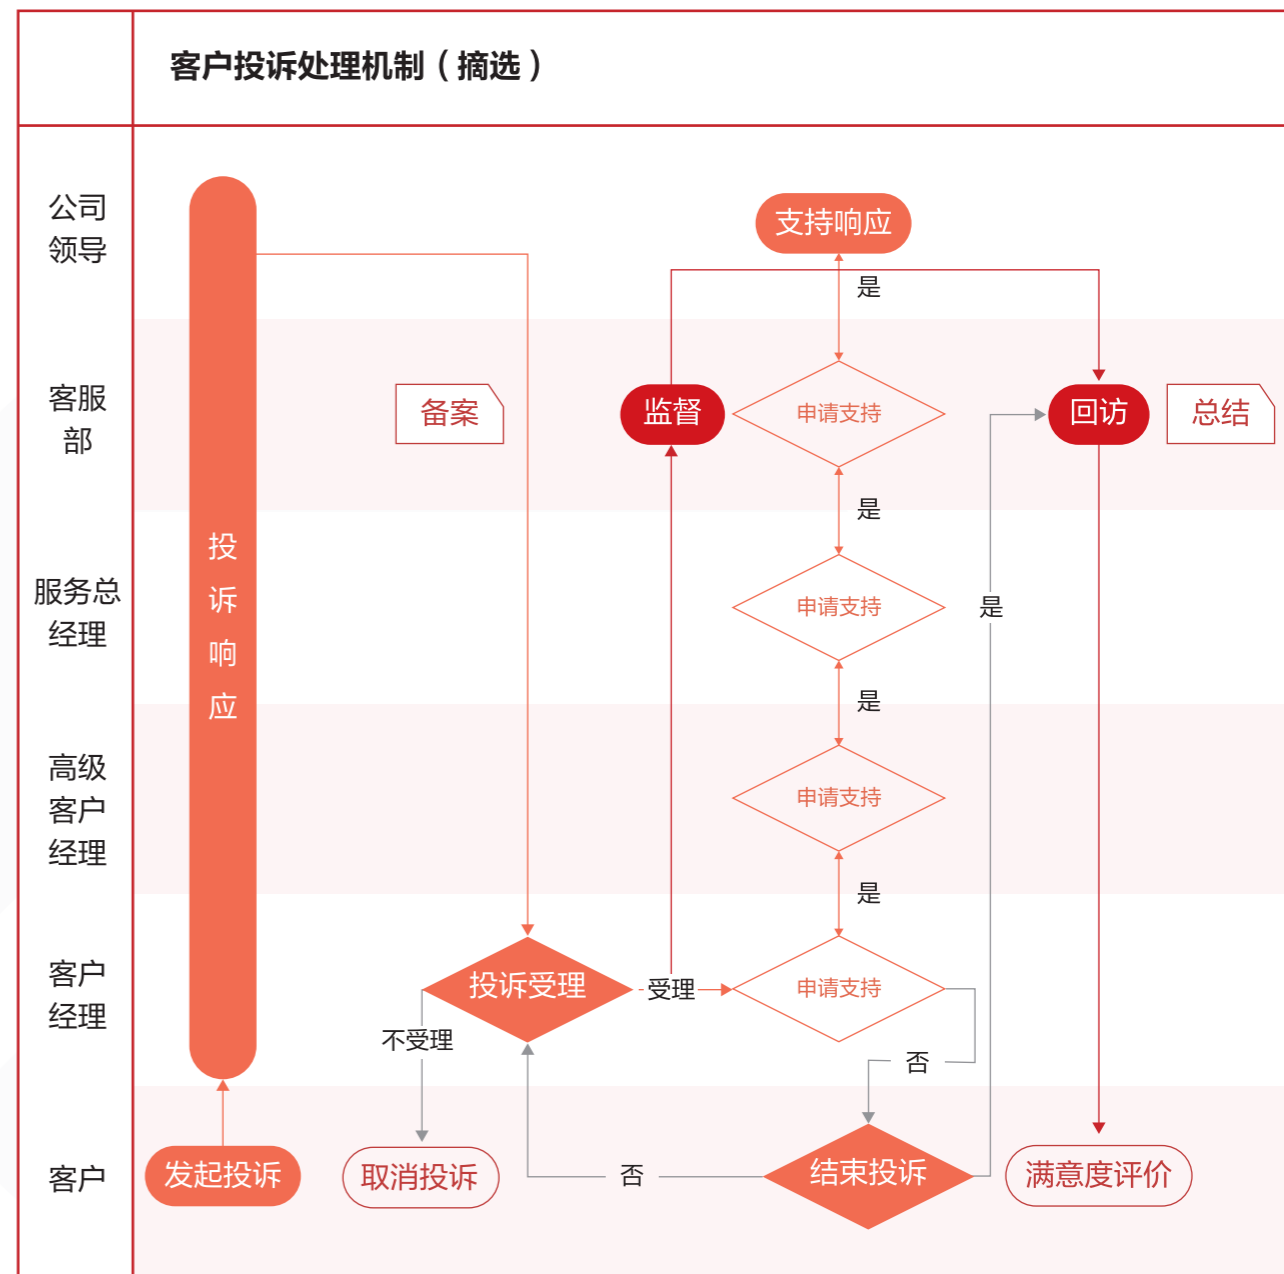 客户投诉处理机制（摘选）
公司
领导
支持响应
是
客服
部
备案
监督
申请支持
回访
总结
是
投
诉
响
应
服务总
经理
申请支持
是
是
高级
客户
经理
申请支持
是
客户
经理
投诉受理
受理
申请支持
不受理
否
客户
发起投诉
取消投诉
否
结束投诉
满意度评价